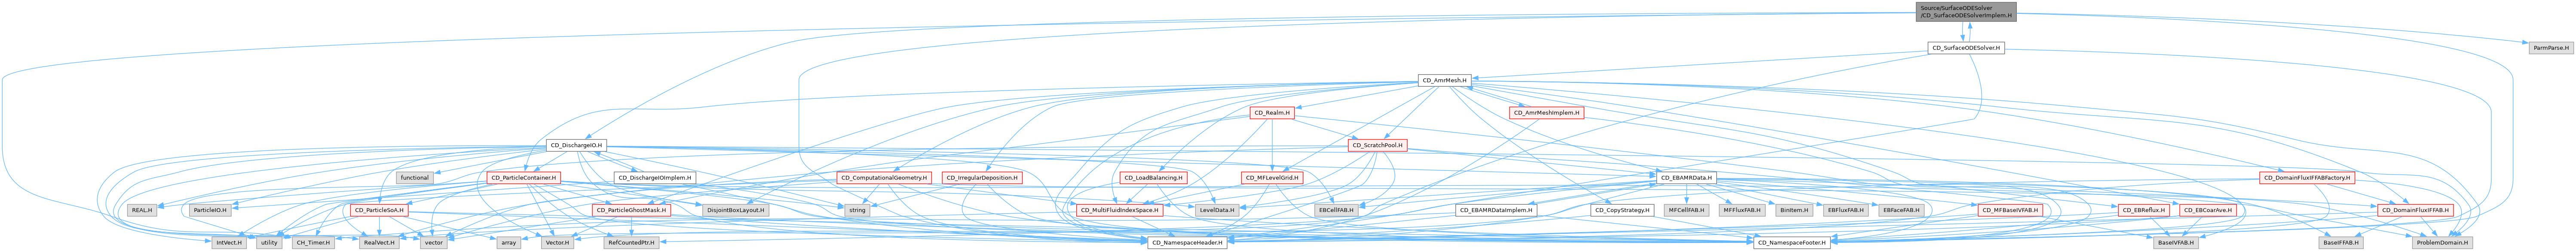 Source/SurfaceODESolver
/CD_SurfaceODESolverImplem.H
CD_SurfaceODESolver.H
ParmParse.H
CD_AmrMesh.H
CD_Realm.H
CD_AmrMeshImplem.H
CD_DischargeIO.H
CD_ScratchPool.H
functional
CD_ParticleContainer.H
CD_DischargeIOImplem.H
CD_ComputationalGeometry.H
CD_IrregularDeposition.H
CD_LoadBalancing.H
CD_MFLevelGrid.H
CD_EBAMRData.H
CD_DomainFluxIFFABFactory.H
REAL.H
ParticleIO.H
CD_ParticleSoA.H
CD_ParticleGhostMask.H
DisjointBoxLayout.H
string
CD_MultiFluidIndexSpace.H
LevelData.H
EBCellFAB.H
CD_EBAMRDataImplem.H
CD_CopyStrategy.H
MFCellFAB.H
MFFluxFAB.H
BinItem.H
EBFluxFAB.H
EBFaceFAB.H
CD_MFBaseIVFAB.H
CD_EBReflux.H
CD_EBCoarAve.H
CD_DomainFluxIFFAB.H
IntVect.H
utility
CH_Timer.H
RealVect.H
vector
array
Vector.H
RefCountedPtr.H
CD_NamespaceHeader.H
CD_NamespaceFooter.H
BaseIVFAB.H
BaseIFFAB.H
ProblemDomain.H